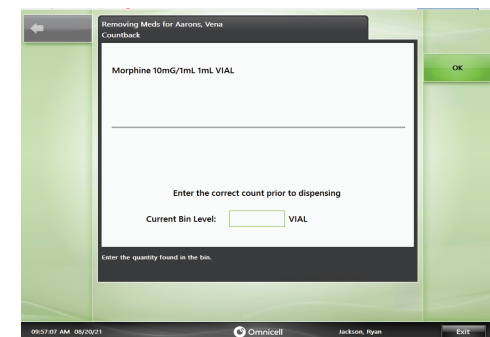 Removing Meds for Aarons, Vena
Countback
OK
Morphine 10mG/1mL 1mL VIAL
Enter the correct count prior to dispensing
Current Bin Level: VIAL
Enter the quantity found in the bin.
09:57:07 AM 08/20/21 Omnicell Jackson, Ryan Exit